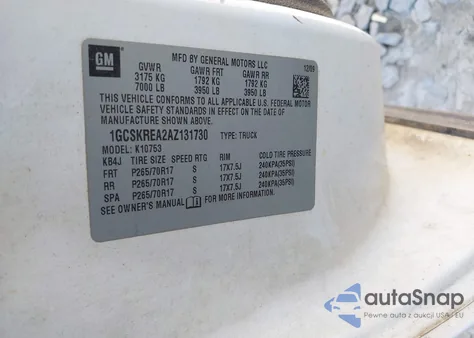 GM
MFD BY GENERAL MOTORS LLC 12/09
GVWR GAWR FRT GAWR RR
3175 KG 1792 KG 1792 KG
7000 LB 3950 LB 3950 LB
THIS VEHICLE CONFORMS TO ALL APPLICABLE U.S. FEDERAL MOTOR
VEHICLE SAFETY STANDARDS IN EFFECT ON THE DATE OF
MANUFACTURE SHOWN ABOVE.
1GCSKREA2AZ131730 TYPE: TRUCK
MODEL: K10753
KB4J TIRE SIZE SPEED RTG RIM COLD TIRE PRESSURE
FRT P265/70R17 S 17X7.5J 240KPA(35PSI)
RR P265/70R17 S 17X7.5J 240KPA(35PSI)
SPA P265/70R17 S 17X7.5J 240KPA(35PSI)
SEE OWNER'S MANUAL FOR MORE INFORMATION
autoSnap
Pewne auta z aukcji USA i EU